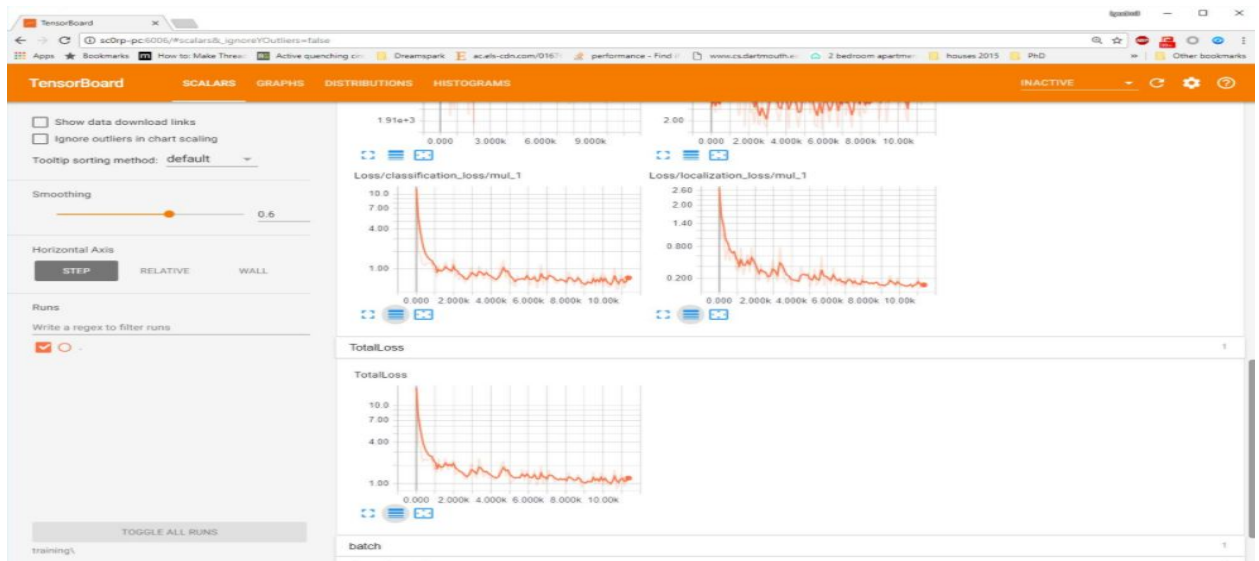 TensorBoard
sc0rp-pc:6006/#scalars&_ignoreYOutliers=false
Apps Bookmarks How to: Make Threa Active quenching cir Dreamspark ac.els-cdn.com/0167 performance - Find www.cs.dartmouth.e 2 bedroom apartme houses 2015 PhD » Other bookmarks
TensorBoard SCALARS GRAPHS DISTRIBUTIONS HISTOGRAMS INACTIVE
Show data download links
Ignore outliers in chart scaling
Tooltip sorting method: default
Smoothing
0.6
Horizontal Axis
STEP RELATIVE WALL
Runs
Write a regex to filter runs
.
TOGGLE ALL RUNS
training\
1.91e+3
0.000 3.000k 6.000k 9.000k
2.00
0.000 2.000k 4.000k 6.000k 8.000k 10.00k
Loss/classification_loss/mul_1
10.0
7.00
4.00
1.00
0.000 2.000k 4.000k 6.000k 8.000k 10.00k
Loss/localization_loss/mul_1
2.60
2.00
1.40
0.800
0.200
0.000 2.000k 4.000k 6.000k 8.000k 10.00k
TotalLoss 1
TotalLoss
10.0
7.00
4.00
1.00
0.000 2.000k 4.000k 6.000k 8.000k 10.00k
batch 1